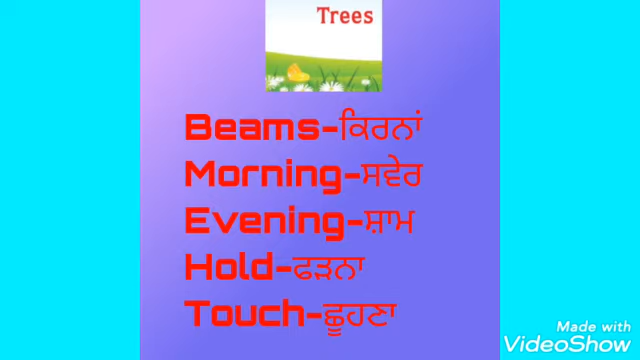 Trees
Beams-ਕਿਰਨਾਂ
Morning-ਸਵੇਰ
Evening-ਸ਼ਾਮ
Hold-ਫੜਨਾ
Touch-ਛੂਹਣਾ
Made with
VideoShow